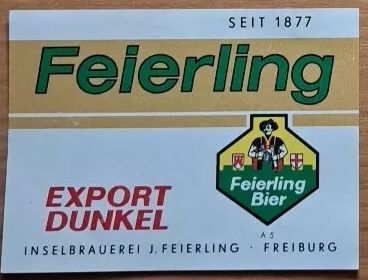 SEIT 1877
Feierling
Feierling
Bier
EXPORT
DUNKEL
A5
INSELBRAUEREI J. FEIERLING · FREIBURG